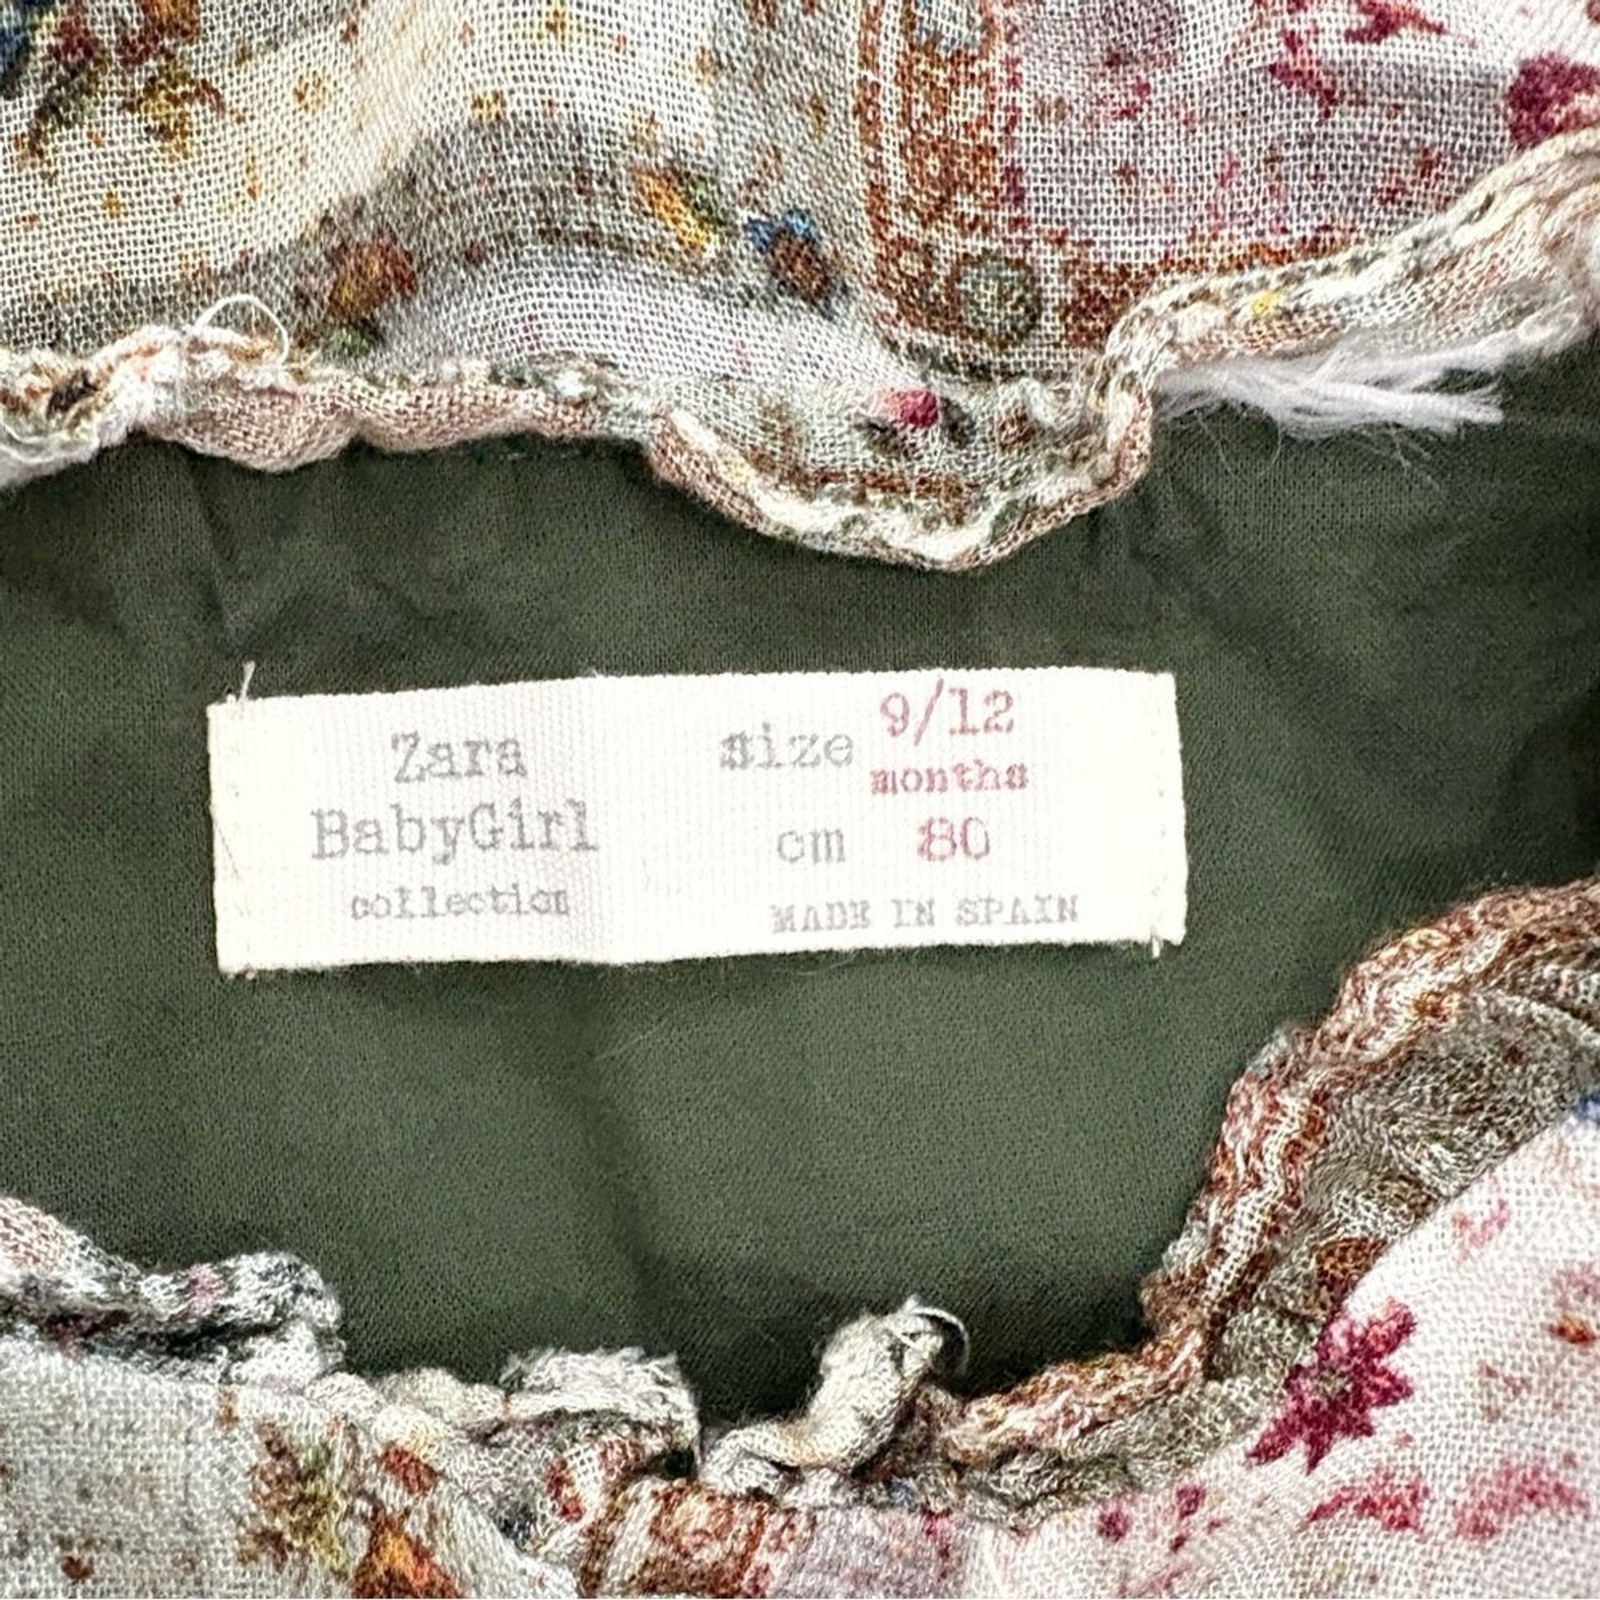 Zara
BabyGirl
collection
size 9/12
months
cm 80
MADE IN SPAIN